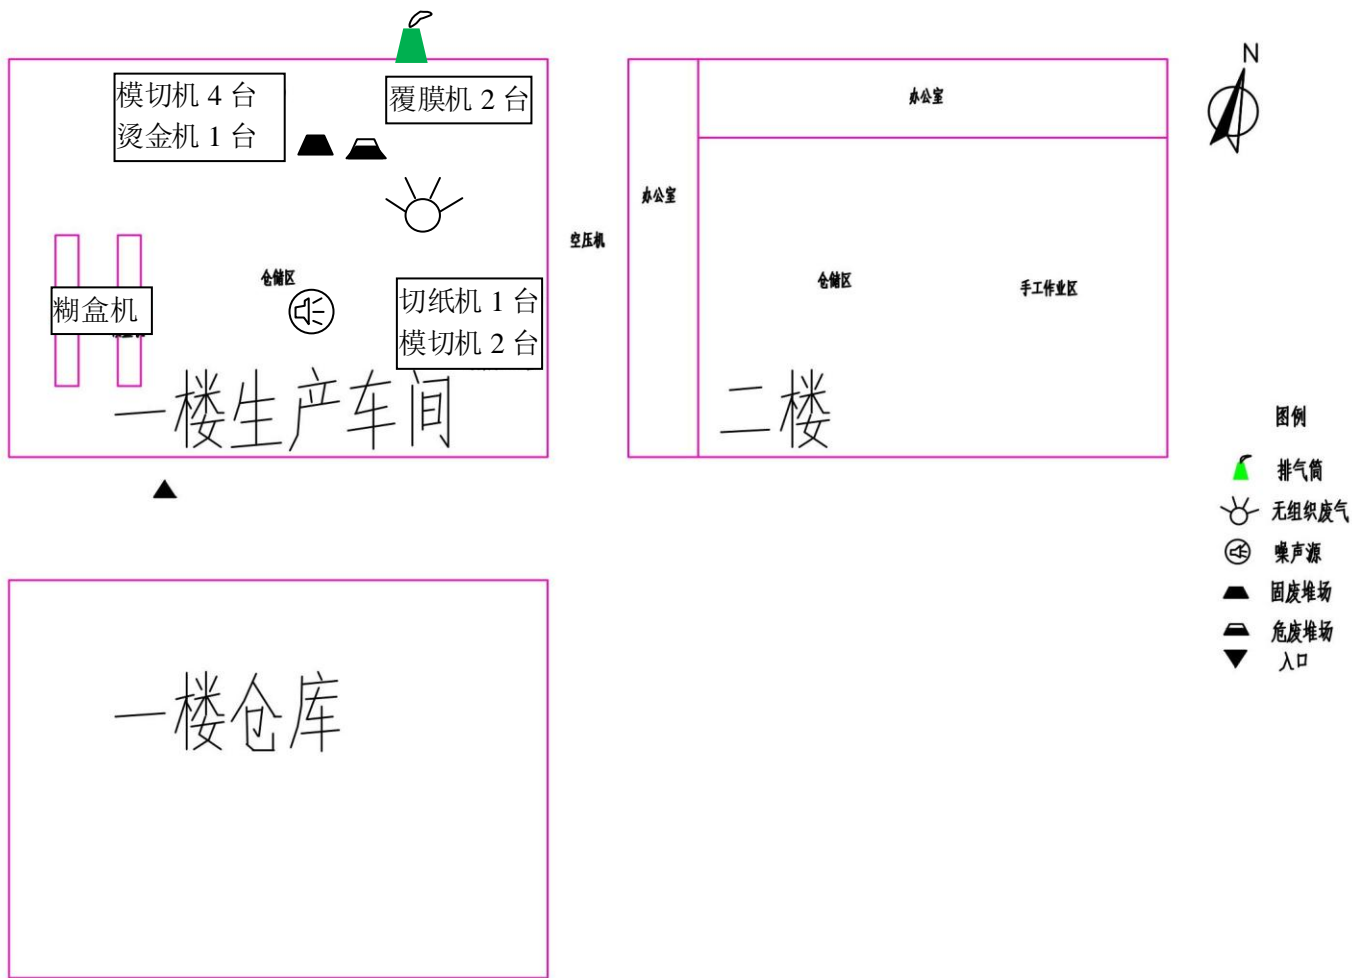 模切机 4 台
烫金机 1 台
覆膜机 2 台
仓储区
糊盒机
切纸机 1 台
模切机 2 台
一楼生产车间
空压机
办公室
办公室
仓储区
手工作业区
二楼
N
图例
排气筒
无组织废气
噪声源
固废堆场
危废堆场
入口
一楼仓库